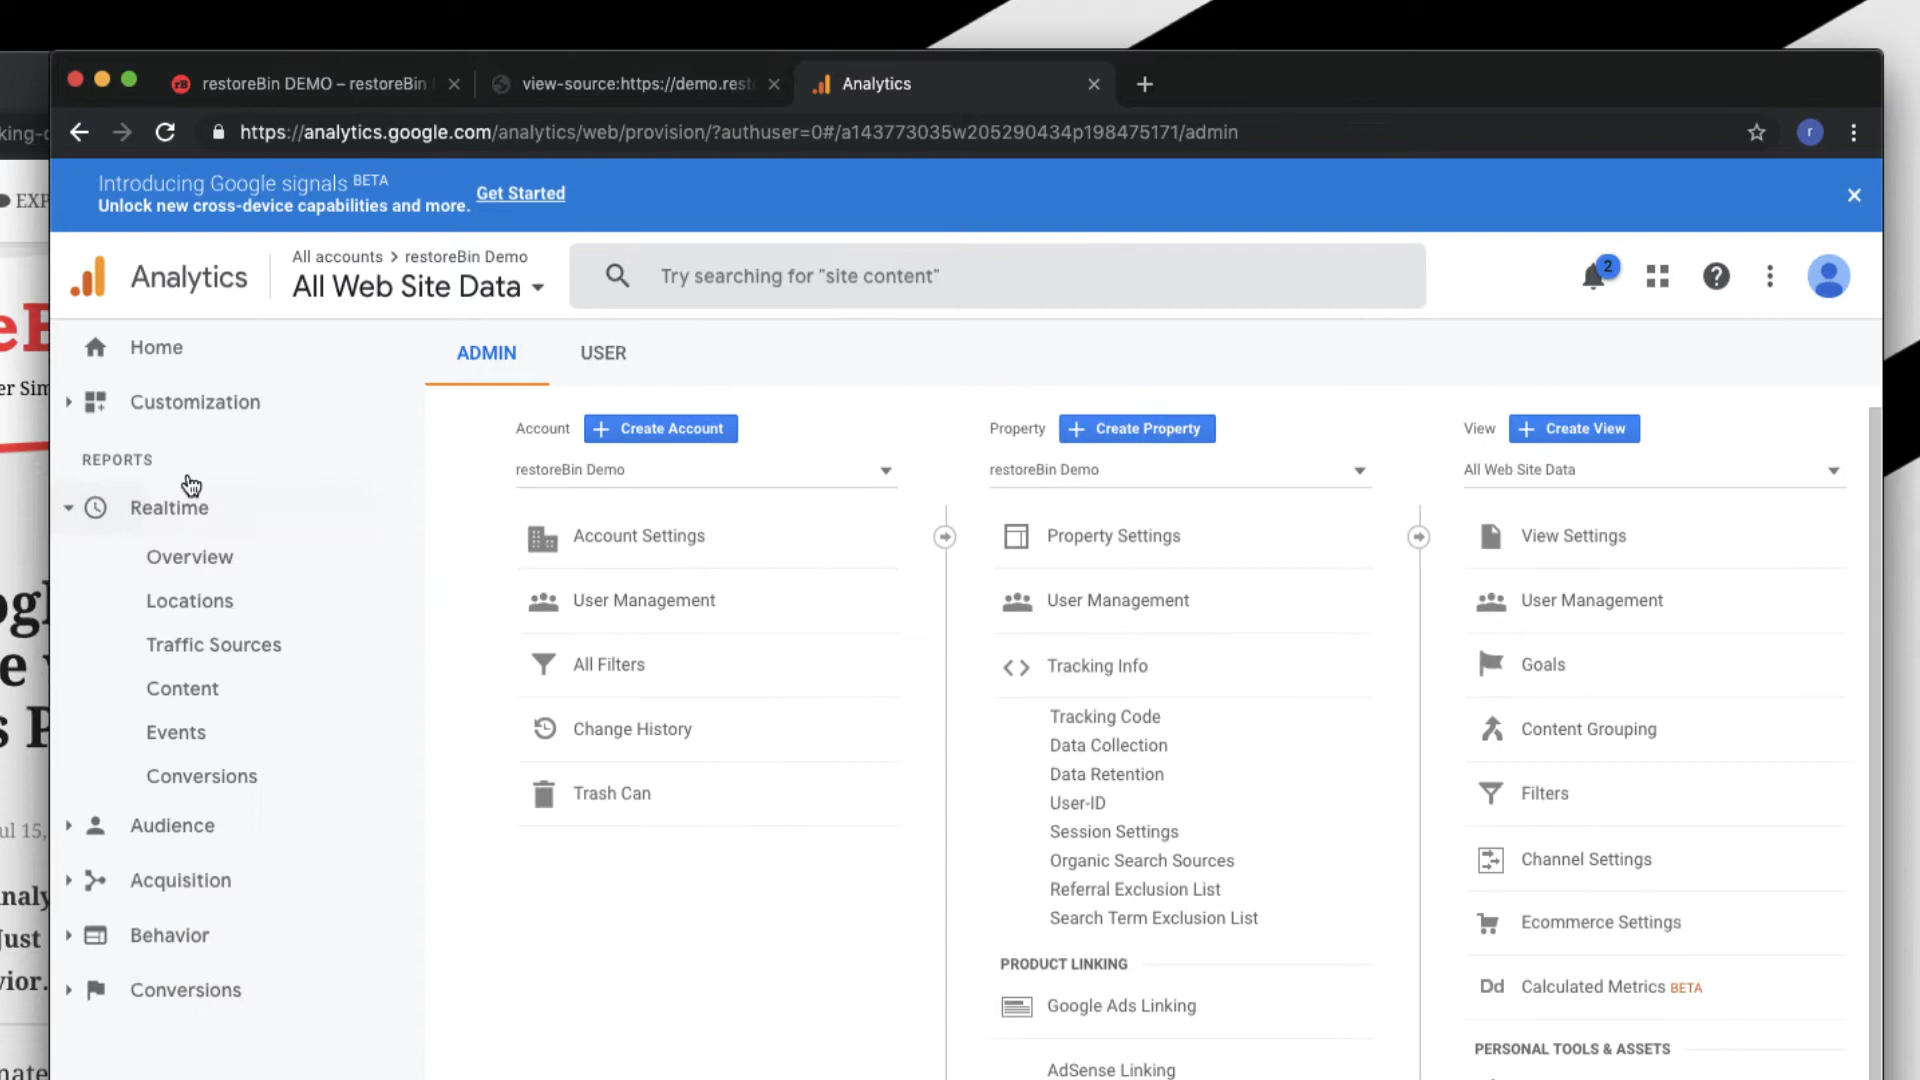 restoreBin DEMO – restoreBin
view-source:https://demo.rest
Analytics
https://analytics.google.com/analytics/web/provision/?authuser=0#/a143773035w205290434p198475171/admin
r
Introducing Google signals BETA
Unlock new cross-device capabilities and more.
Get Started
Analytics
All accounts > restoreBin Demo
All Web Site Data
Try searching for "site content"
2
Home
Customization
REPORTS
Realtime
Overview
Locations
Traffic Sources
Content
Events
Conversions
Audience
Acquisition
Behavior
Conversions
ADMIN
USER
Account
Create Account
restoreBin Demo
Account Settings
User Management
All Filters
Change History
Trash Can
Property
Create Property
restoreBin Demo
Property Settings
User Management
Tracking Info
Tracking Code
Data Collection
Data Retention
User-ID
Session Settings
Organic Search Sources
Referral Exclusion List
Search Term Exclusion List
PRODUCT LINKING
Google Ads Linking
AdSense Linking
View
Create View
All Web Site Data
View Settings
User Management
Goals
Content Grouping
Filters
Channel Settings
Ecommerce Settings
Dd Calculated Metrics BETA
PERSONAL TOOLS & ASSETS